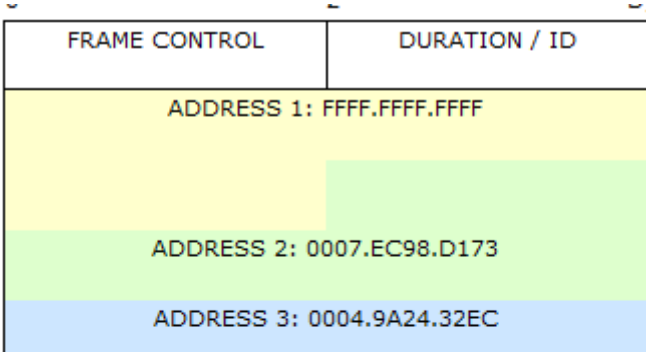 FRAME CONTROL DURATION / ID
ADDRESS 1: FFFF.FFFF.FFFF
ADDRESS 2: 0007.EC98.D173
ADDRESS 3: 0004.9A24.32EC